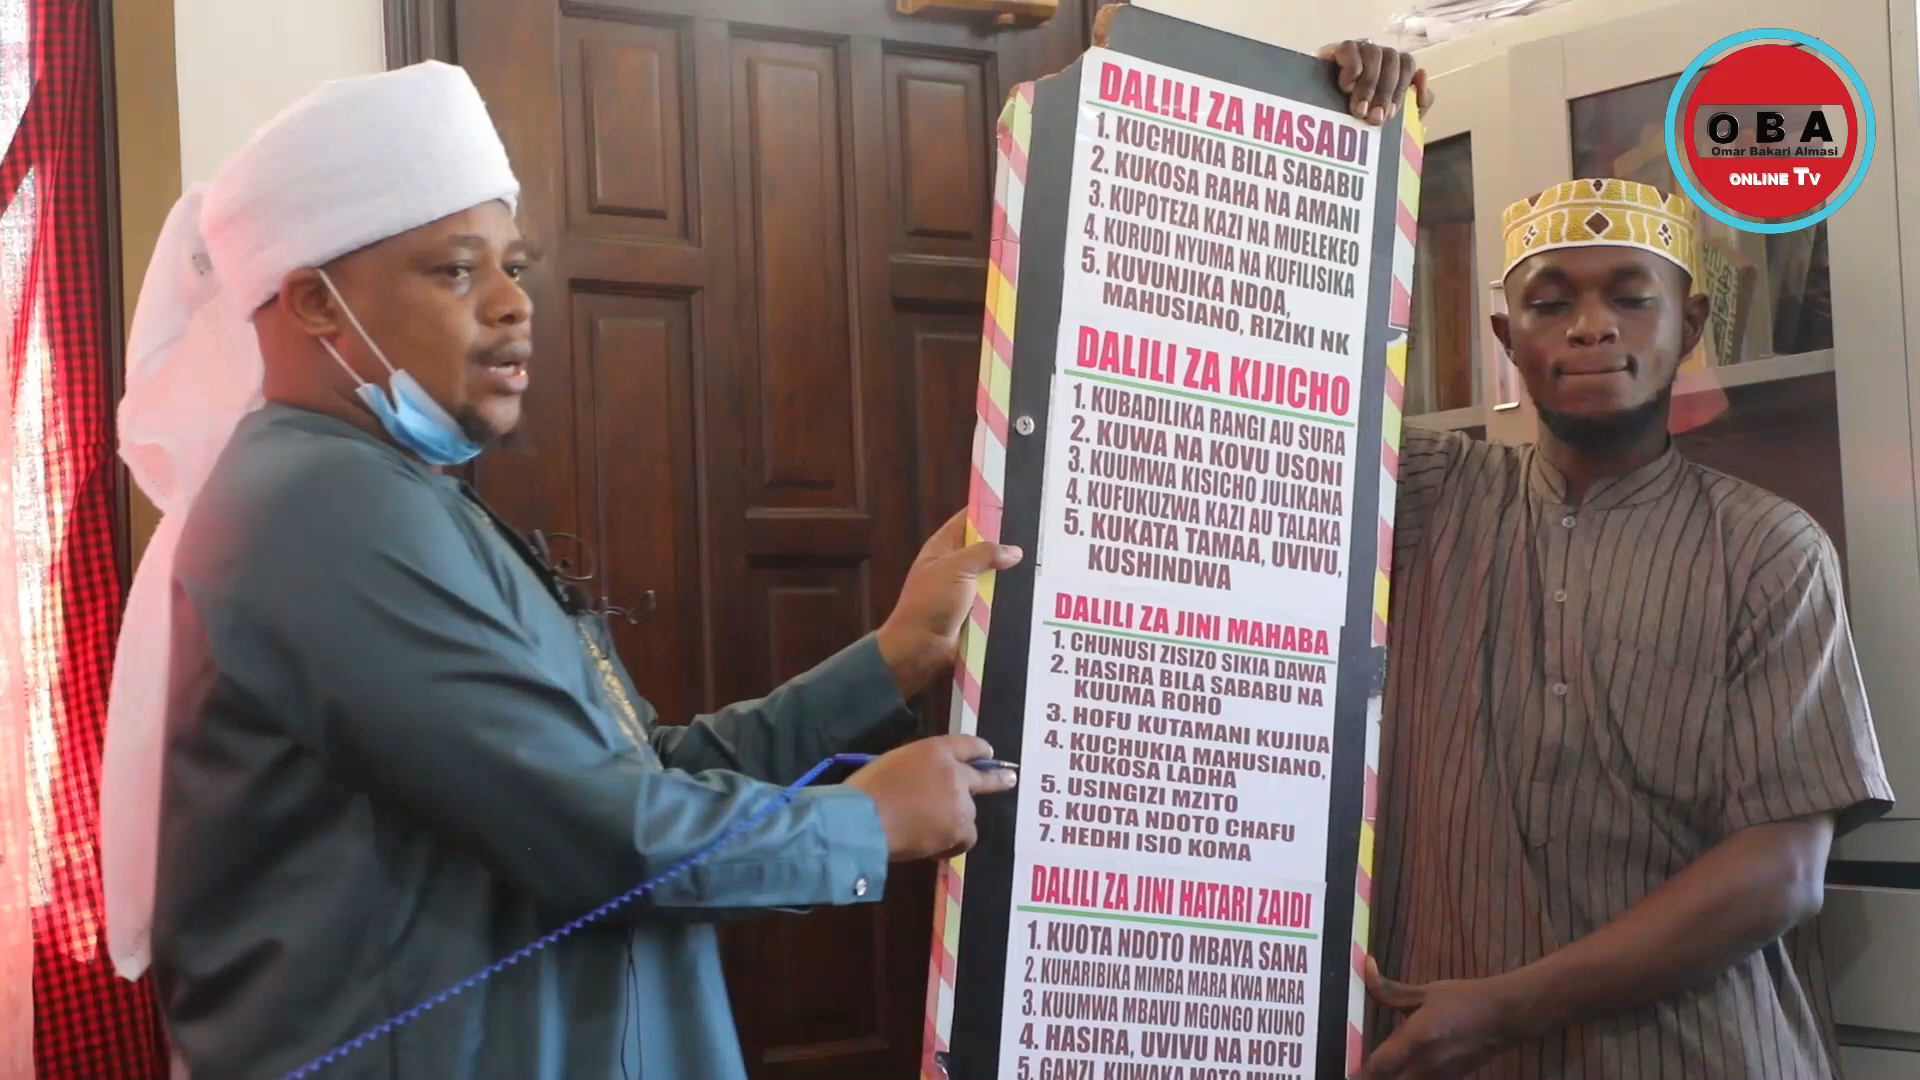 DALILI ZA HASADI
1. KUCHUKIA BILA SABABU
2. KUKOSA RAHA NA AMANI
3. KUPOTEZA KAZI NA MUELEKEO
4. KURUDI NYUMA NA KUFILISIKA
5. KUVUNJIKA NDOA,
MAHUSIANO, RIZIKI NK
DALILI ZA KIJICHO
1. KUBADILIKA RANGI AU SURA
2. KUWA NA KOVU USONI
3. KUUMWA KISICHO JULIKANA
4. KUFUKUZWA KAZI AU TALAKA
5. KUKATA TAMAA, UVIVU,
KUSHINDWA
DALILI ZA JINI MAHABA
1. CHUNUSI ZISIZO SIKIA DAWA
2. HASIRA BILA SABABU NA
KUUMA ROHO
3. HOFU KUTAMANI KUJIUA
4. KUCHUKIA MAHUSIANO,
KUKOSA LADHA
5. USINGIZI MZITO
6. KUOTA NDOTO CHAFU
7. HEDHI ISIO KOMA
DALILI ZA JINI HATARI ZAIDI
1. KUOTA NDOTO MBAYA SANA
2. KUHARIBIKA MIMBA MARA KWA MARA
3. KUUMWA MBAVU MGONGO KIUNO
4. HASIRA, UVIVU NA HOFU
5. GANZI, KUWAKA MOTO MWILI
OBA
Omar Bakari Almasi
ONLINE TV